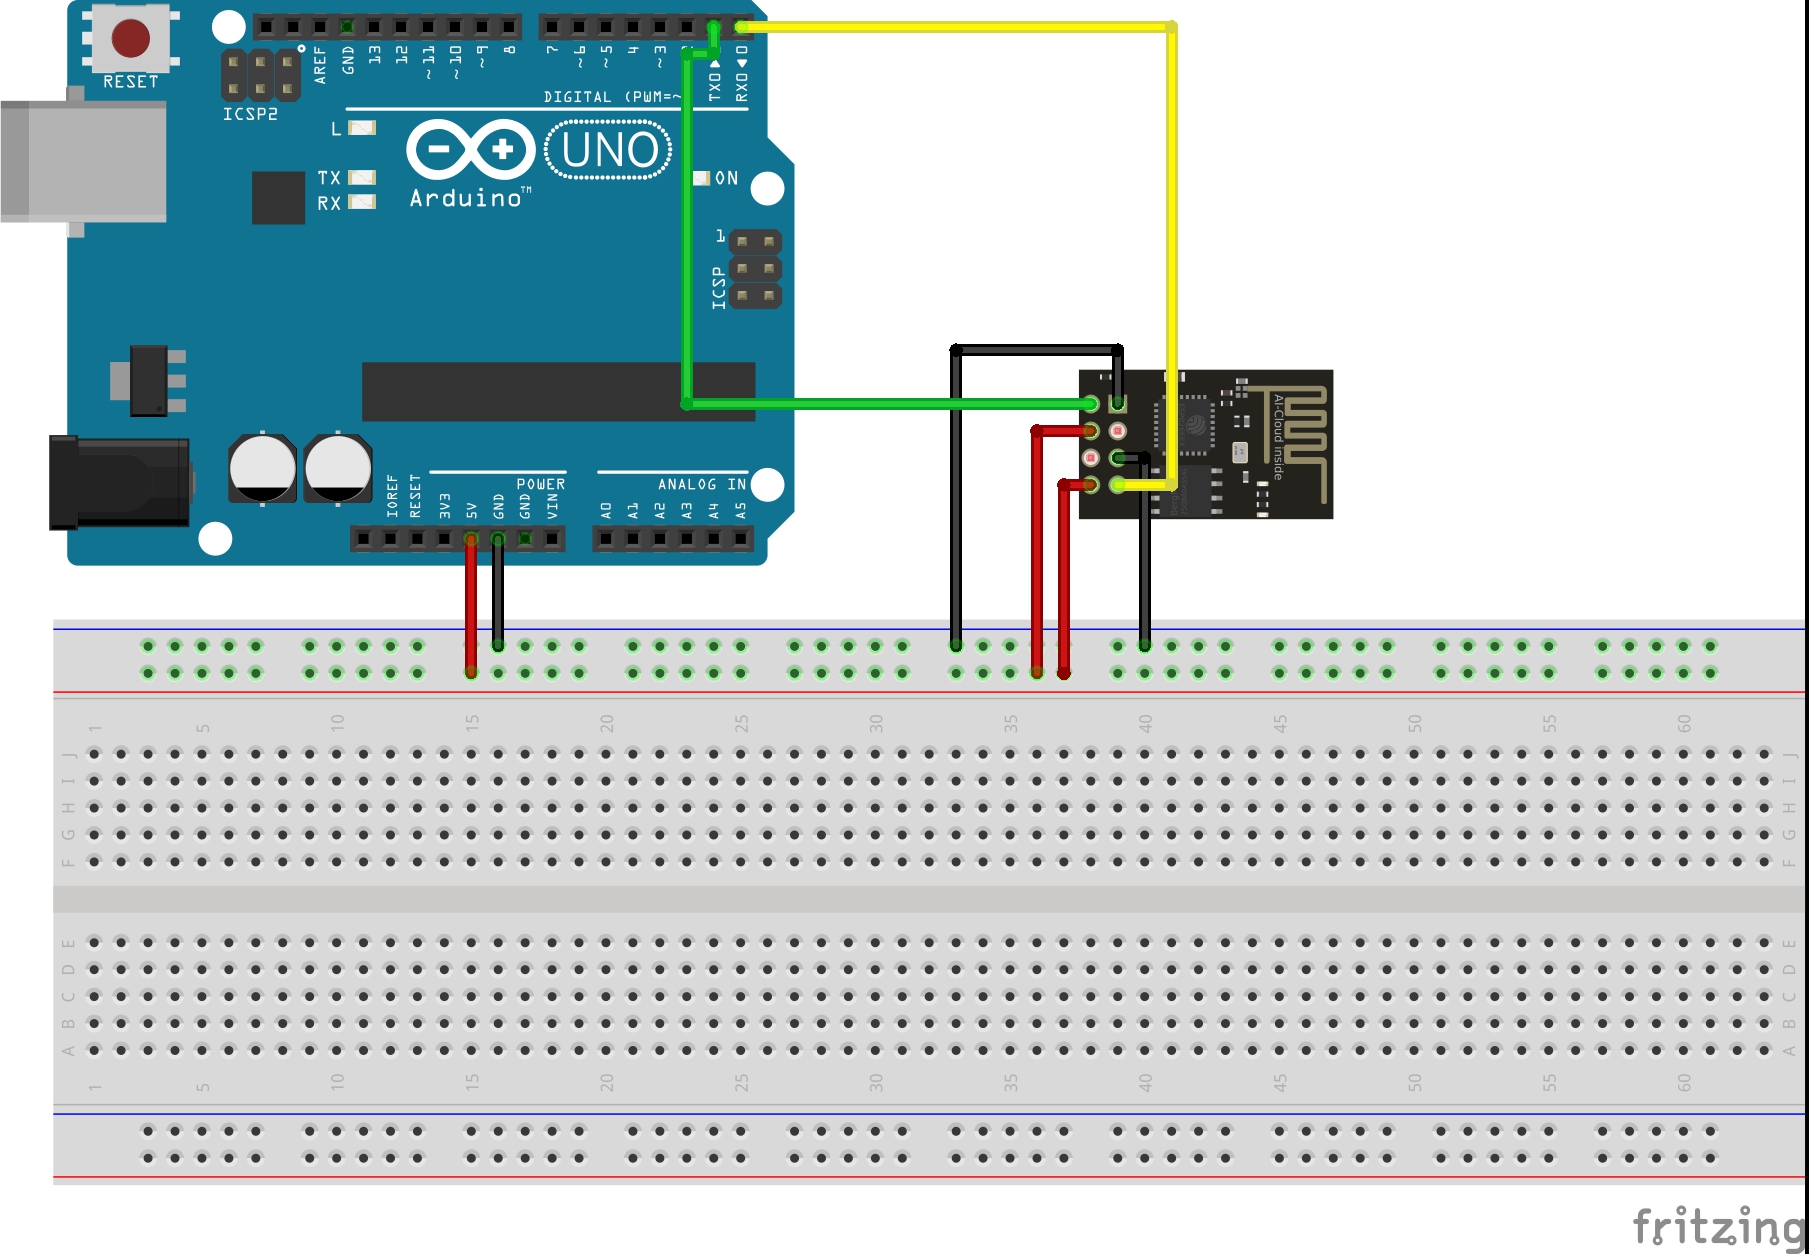 RESET
ICSP2
AREF
GND
13
12
~11
~10
~9
8
7
~6
~5
4
~3
2
TX0▶
RX0◀
0
DIGITAL (PWM=~
L
TX
RX
UNO
Arduino™
ON
1
ICSP
AI-Cloud inside
POWER
ANALOG IN
IOREF
RESET
3V3
5V
GND
GND
VIN
A0
A1
A2
A3
A4
A5
1 5 10 15 20 25 30 35 40 45 50 55 60
J J
I I
H H
G G
F F
E E
D D
C C
B B
A A
1 5 10 15 20 25 30 35 40 45 50 55 60
fritzing